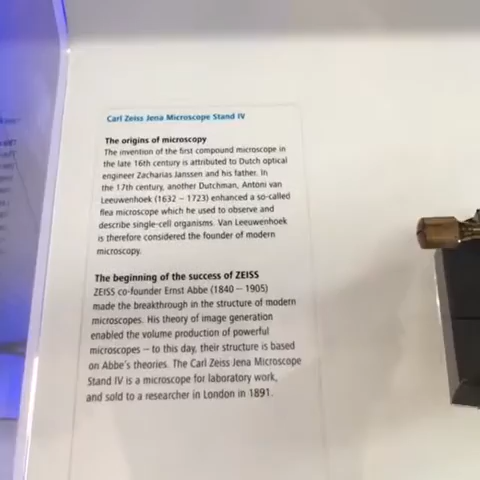 Carl Zeiss Jena Microscope Stand IV
The origins of microscopy
The invention of the first compound microscope in
the late 16th century is attributed to Dutch optical
engineer Zacharias Janssen and his father. In
the 17th century, another Dutchman, Antoni van
Leeuwenhoek (1632 – 1723) enhanced a so-called
flea microscope which he used to observe and
describe single-cell organisms. Van Leeuwenhoek
is therefore considered the founder of modern
microscopy.
The beginning of the success of ZEISS
ZEISS co-founder Ernst Abbe (1840 – 1905)
made the breakthrough in the structure of modern
microscopes. His theory of image generation
enabled the volume production of powerful
microscopes – to this day, their structure is based
on Abbe's theories. The Carl Zeiss Jena Microscope
Stand IV is a microscope for laboratory work,
and sold to a researcher in London in 1891.